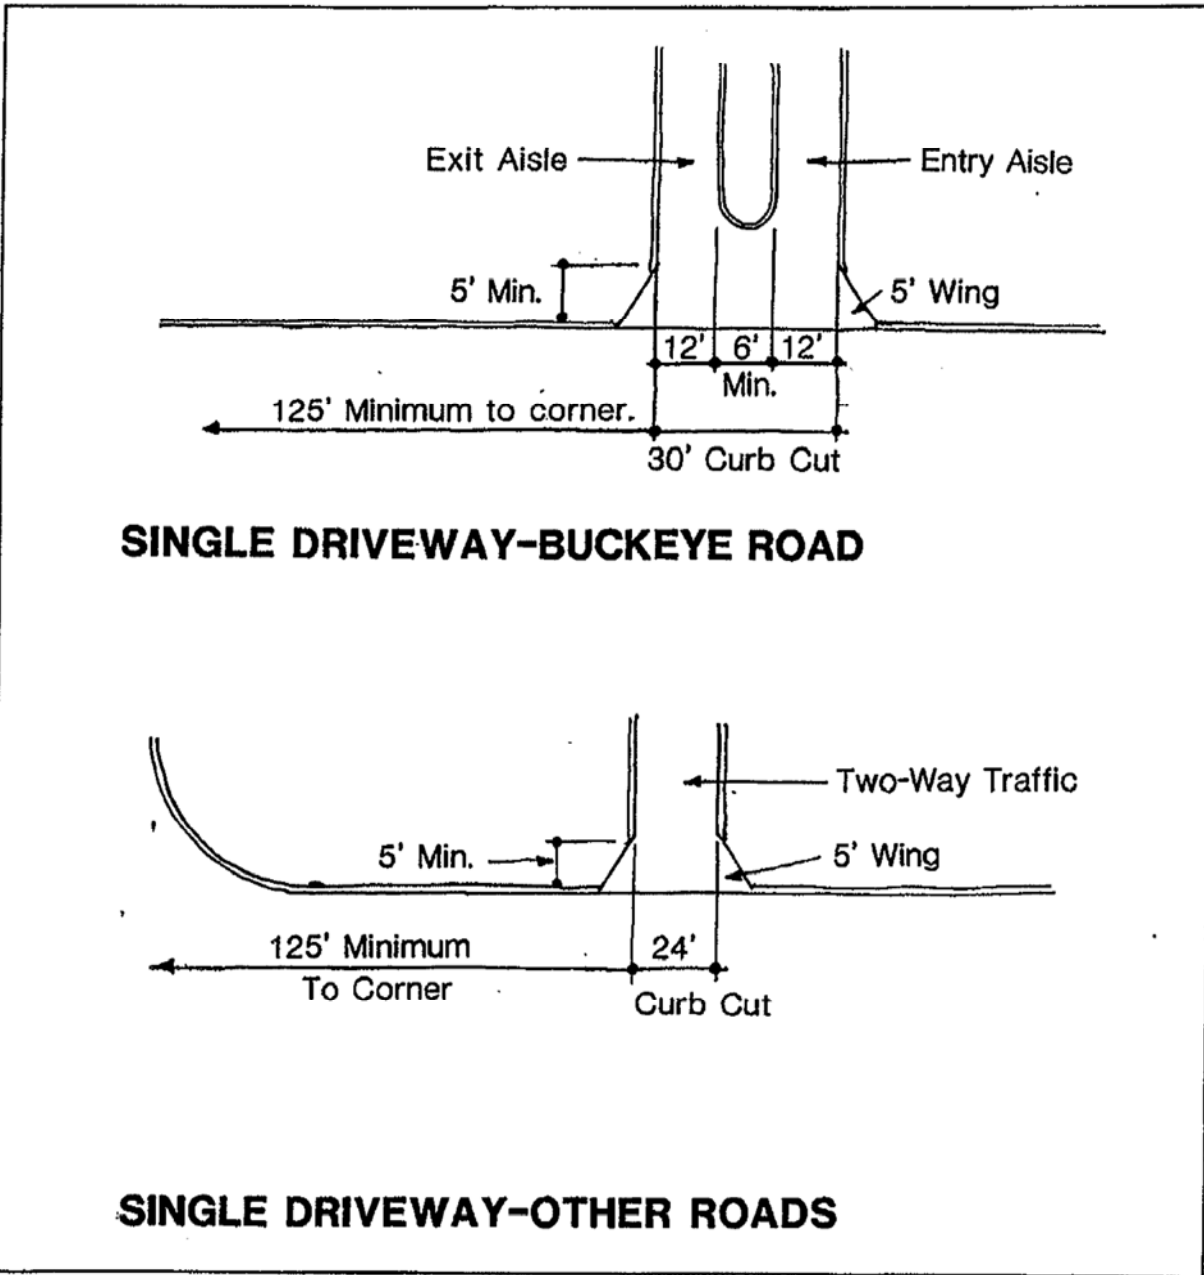 Exit Aisle
Entry Aisle
5' Min.
5' Wing
12' 6' 12'
Min.
125' Minimum to corner.
30' Curb Cut
SINGLE DRIVEWAY-BUCKEYE ROAD
Two-Way Traffic
5' Min.
5' Wing
125' Minimum
24'
To Corner
Curb Cut
SINGLE DRIVEWAY-OTHER ROADS